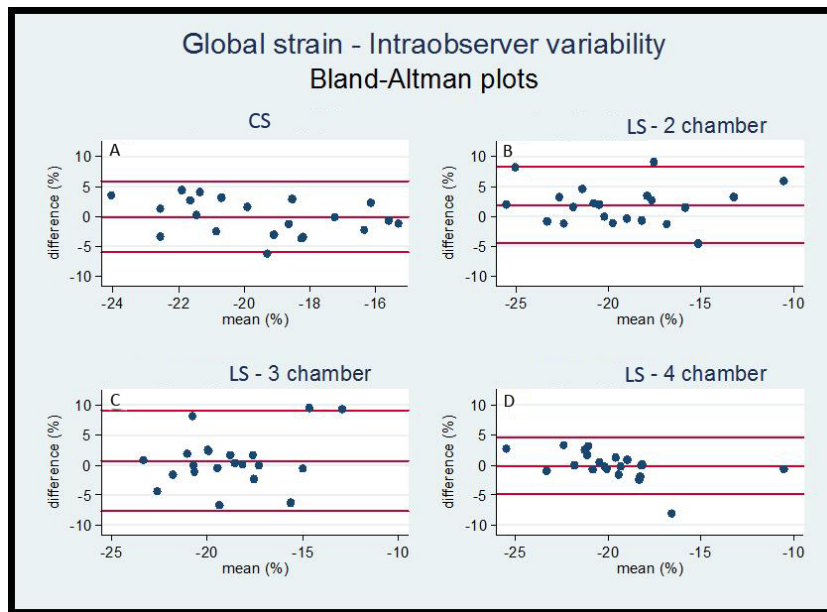 Global strain - Intraobserver variability
Bland-Altman plots
CS
A
10
5
0
-5
-10
difference (%)
-24 -22 -20 -18 -16
mean (%)
LS - 2 chamber
B
10
5
0
-5
-10
difference (%)
-25 -20 -15 -10
mean (%)
LS - 3 chamber
C
10
5
0
-5
-10
difference (%)
-25 -20 -15 -10
mean (%)
LS - 4 chamber
D
10
5
0
-5
-10
difference (%)
-25 -20 -15 -10
mean (%)